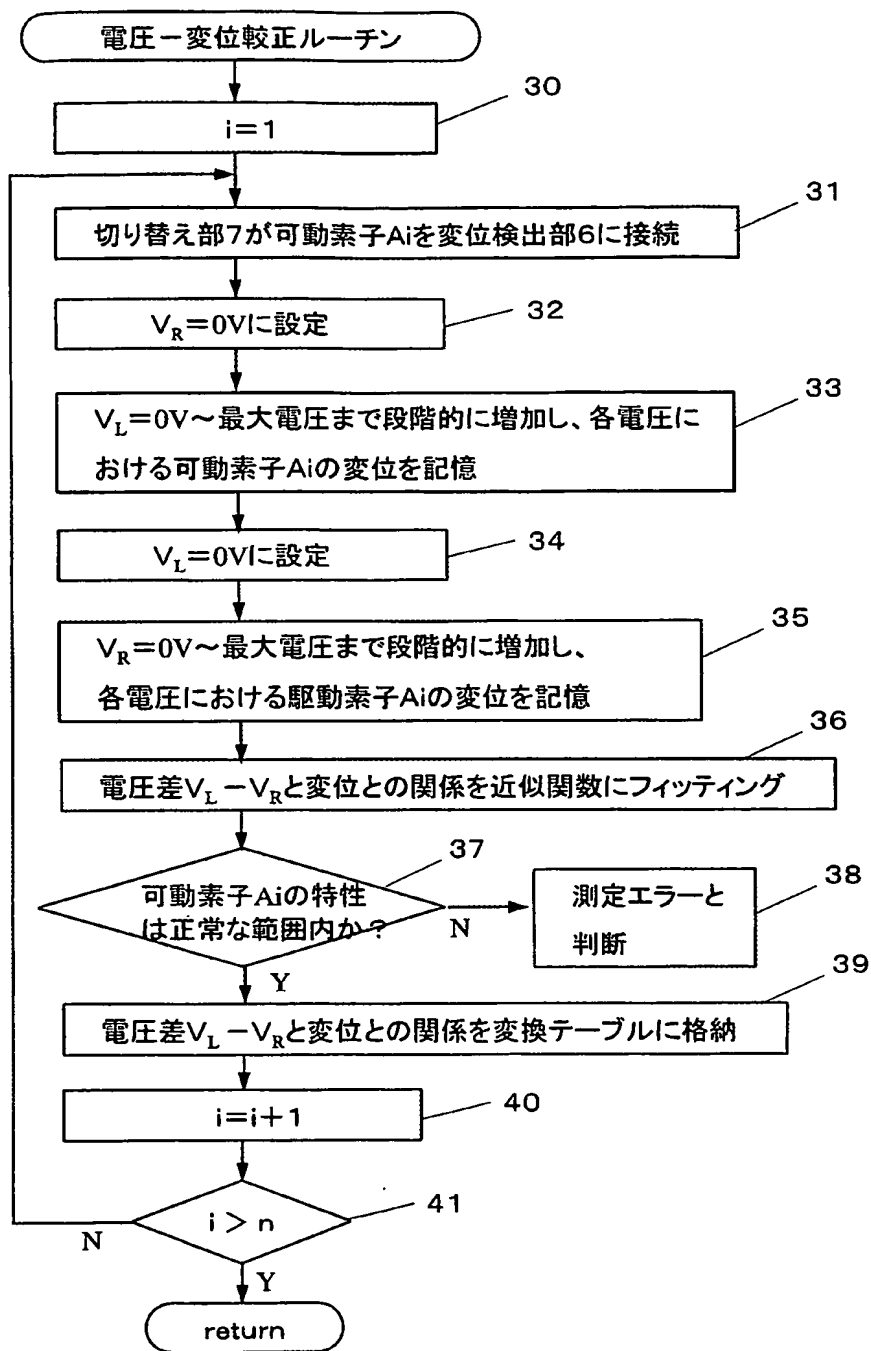 電圧－変位較正ルーチン
30
i＝1
31
切り替え部7が可動素子Aiを変位検出部6に接続
32
VR＝0Vに設定
33
VL＝0V～最大電圧まで段階的に増加し、各電圧に
おける可動素子Aiの変位を記憶
34
VL＝0Vに設定
35
VR＝0V～最大電圧まで段階的に増加し、
各電圧における駆動素子Aiの変位を記憶
36
電圧差VL－VRと変位との関係を近似関数にフィッティング
37
可動素子Aiの特性
は正常な範囲内か？
N
38
測定エラーと
判断
Y
39
電圧差VL－VRと変位との関係を変換テーブルに格納
40
i=i+1
41
i > n
N
Y
return